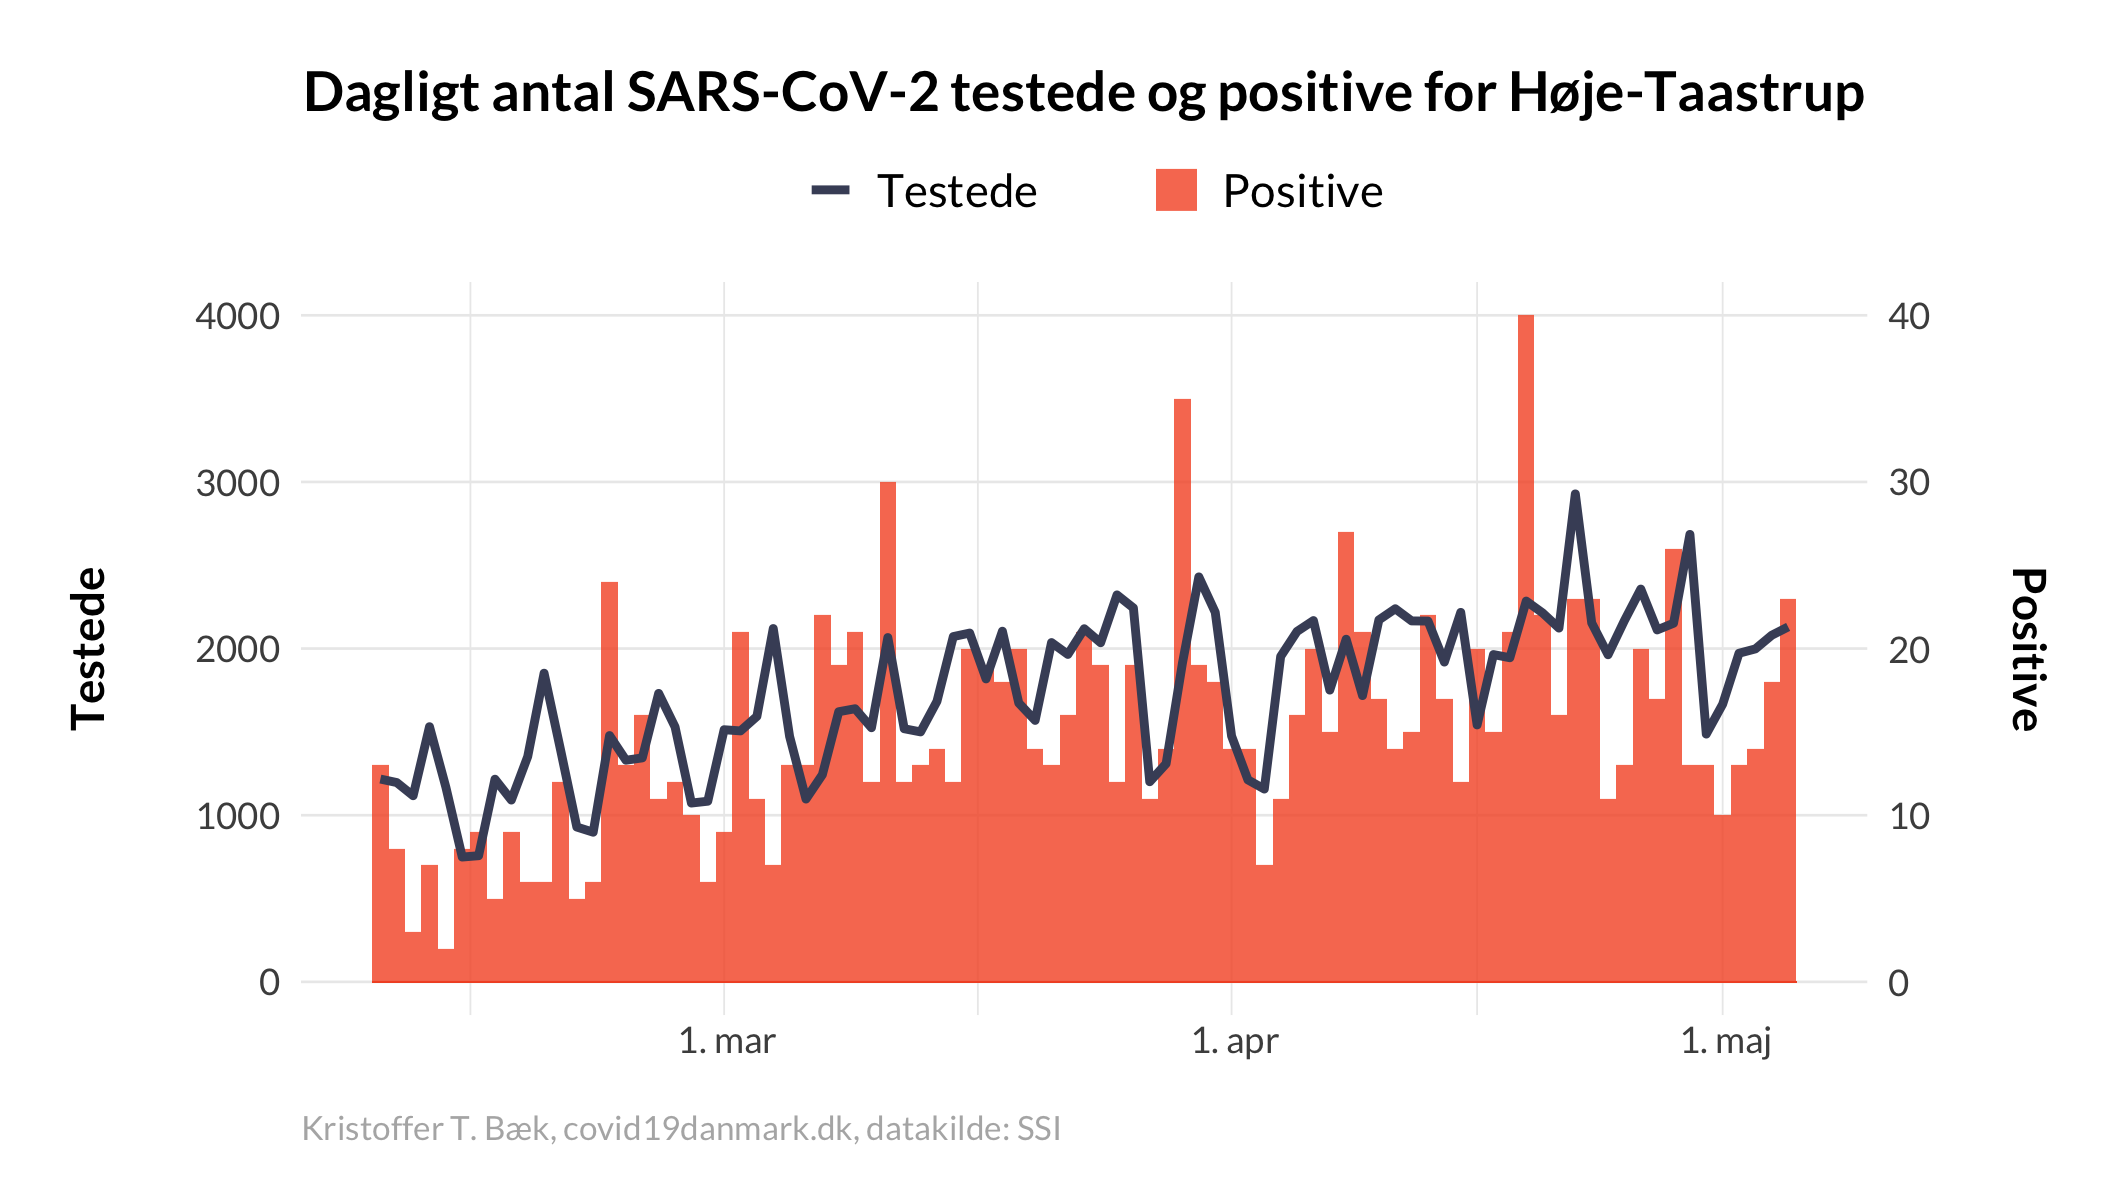 Dagligt antal SARS-CoV-2 testede og positive for Høje-Taastrup
Testede
Positive
4000
3000
2000
1000
0
Testede
40
30
20
10
0
Positive
1. mar
1. apr
1. maj
Kristoffer T. Bæk, covid19danmark.dk, datakilde: SSI